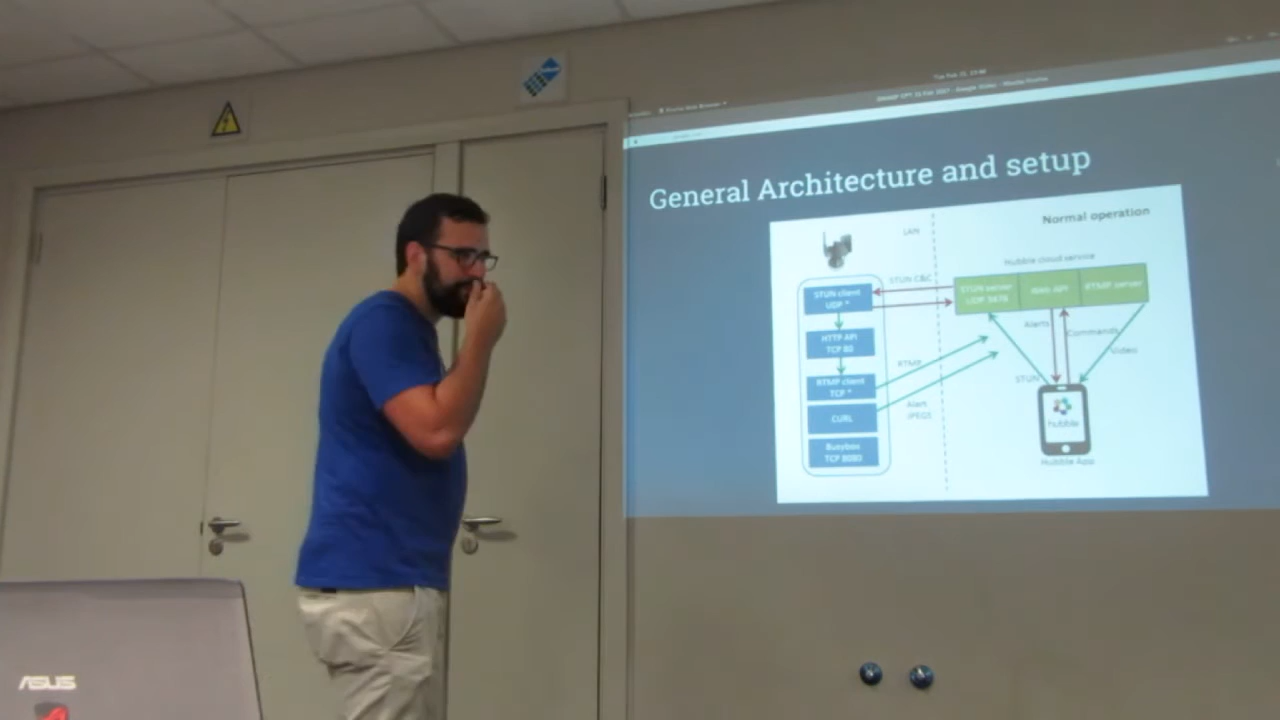 General Architecture and setup
Normal operation
LAN
Hubble cloud service
STUN C&C
STUN client
UDP *
STUN server
RTMP server
HTTP API
TCP 80
Alerts
Commands
RTMP
Video
RTMP client
TCP *
STUN
Alert
JPEGS
CURL
hubble
Busybox
TCP 8080
Hubble App
ASUS